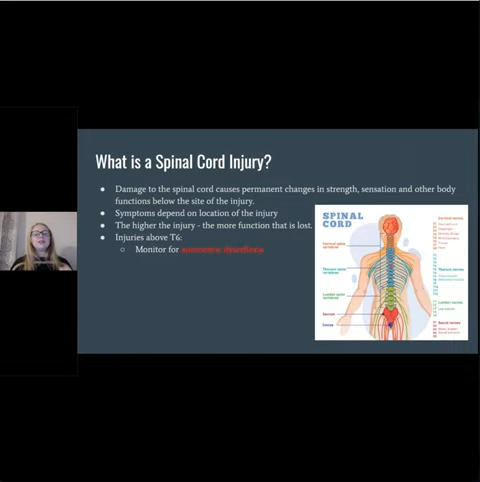 What is a Spinal Cord Injury?
● Damage to the spinal cord causes permanent changes in strength, sensation and other body
functions below the site of the injury.
● Symptoms depend on location of the injury
● The higher the injury - the more function that is lost.
● Injuries above T6:
○ Monitor for autonomic dysreflexia
SPINAL
CORD
Cervical spine
vertebrae
Thoracic spine
vertebrae
Lumbar spine
vertebrae
Sacrum
Coccyx
Cervical nerves
Thoracic nerves
Lumbar nerves
Sacral nerves